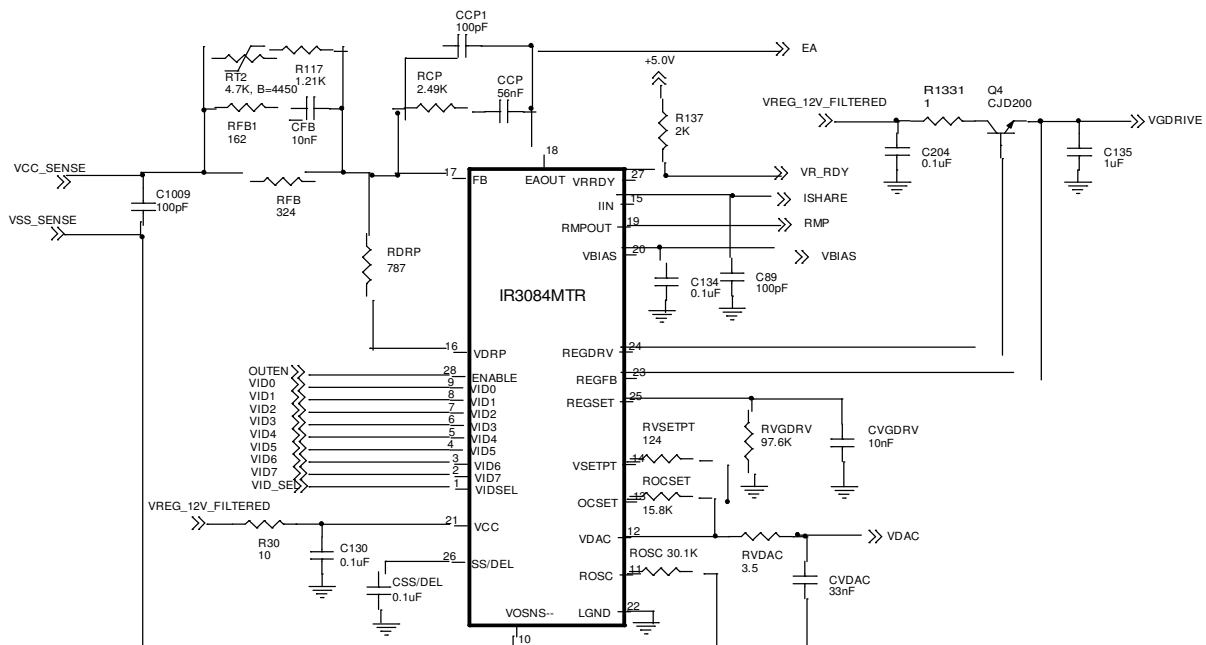 CCP1
100pF
EA
RT2
4.7K, B=4450
R117
1.21K
RCP
2.49K
CCP
56nF
+5.0V
R137
2K
RFB1
162
CFB
10nF
VREG_12V_FILTERED
R1331
1
Q4
CJD200
VGDRIVE
C204
0.1uF
C135
1uF
VCC_SENSE
C1009
100pF
VSS_SENSE
RFB
324
RDRP
787
17
FB
18
EAOUT
VRRDY
27
VR_RDY
IIN
15
ISHARE
RMPOUT
19
RMP
VBIAS
20
VBIAS
C134
0.1uF
C89
100pF
IR3084MTR
16
VDRP
REGDRV
24
REGFB
23
REGSET
25
OUTEN
28
ENABLE
VID0
9
VID0
VID1
8
VID1
VID2
7
VID2
VID3
6
VID3
VID4
5
VID4
VID5
4
VID5
VID6
3
VID6
VID7
2
VID7
VID_SEL
1
VIDSEL
RVSETPT
124
RVGDRV
97.6K
CVGDRV
10nF
VSETPT
14
ROCSET
15.8K
OCSET
13
VREG_12V_FILTERED
R30
10
21
VCC
C130
0.1uF
VDAC
12
RVDAC
3.5
VDAC
CVDAC
33nF
26
SS/DEL
CSS/DEL
0.1uF
ROSC 30.1K
ROSC
11
VOSNS--
10
LGND
22